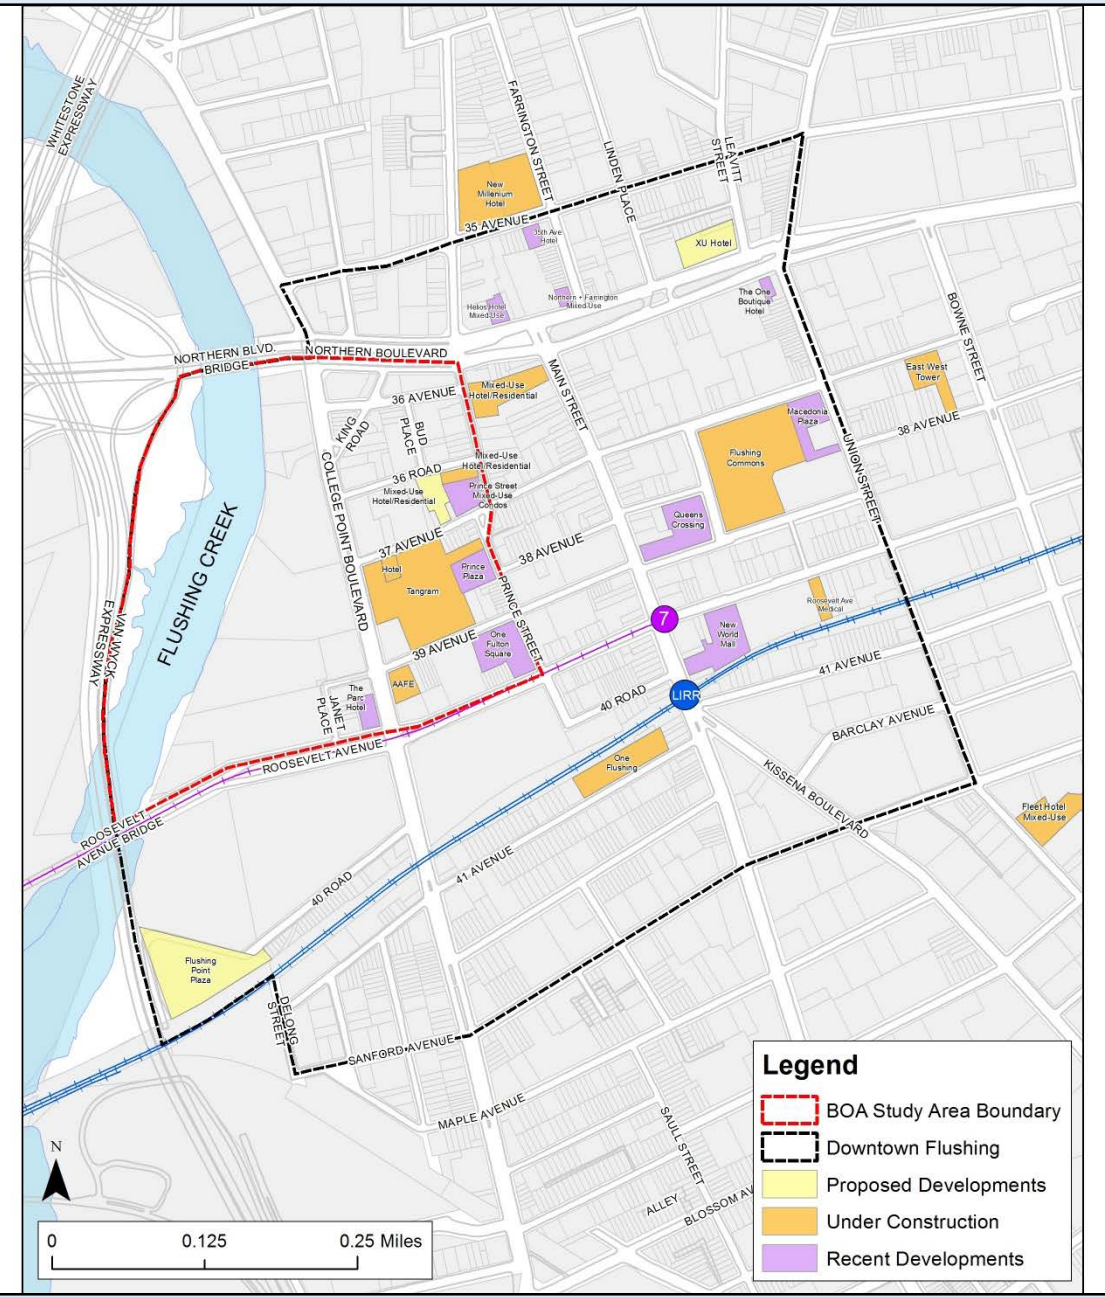 WHITESTONE
EXPRESSWAY
FARRINGTON STREET
LINDEN PLACE
LEAVITT
STREET
New
Millenium
Hotel
35 AVENUE
35th Ave
Hotel
XU Hotel
The One
Boutique
Hotel
Helios Hotel
Mixed-Use
Northern + Farrington
Mixed-Use
BOWNE STREET
NORTHERN BLVD.
BRIDGE
NORTHERN BOULEVARD
MAIN STREET
East West
Tower
36 AVENUE
Mixed-Use
Hotel/Residential
KING
ROAD
BUD
PLACE
Macedonia
Plaza
38 AVENUE
UNION STREET
Flushing
Commons
COLLEGE POINT BOULEVARD
36 ROAD
Mixed-Use
Hotel/Residential
Mixed-Use
Hotel/Residential
Prince Street
Mixed-Use
Condos
Queens
Crossing
37 AVENUE
38 AVENUE
FLUSHING CREEK
Hotel
Tangram
Prince
Plaza
PRINCE STREET
VAN WYCK
EXPRESSWAY
Roosevelt Ave
Medical
7
New
World
Mall
39 AVENUE
One
Fulton
Square
41 AVENUE
AAFE
The
Parc
Hotel
JANET
PLACE
40 ROAD
LIRR
BARCLAY AVENUE
ROOSEVELT AVENUE
One
Flushing
KISSENA BOULEVARD
Fleet Hotel
Mixed-Use
ROOSEVELT
AVENUE BRIDGE
41 AVENUE
40 ROAD
Flushing
Point
Plaza
DELONG
STREET
SANFORD AVENUE
MAPLE AVENUE
SAULL STREET
ALLEY
BLOSSOM AV
N
0 0.125 0.25 Miles
Legend
BOA Study Area Boundary
Downtown Flushing
Proposed Developments
Under Construction
Recent Developments